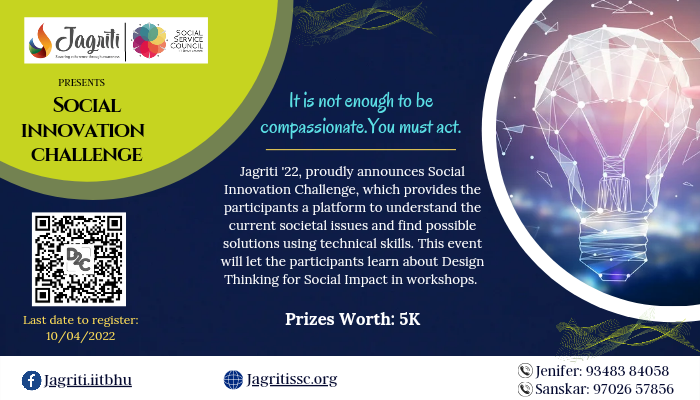 Jagriti
SOCIAL
SERVICE
COUNCIL
PRESENTS
SOCIAL
INNOVATION
CHALLENGE
It is not enough to be
compassionate.You must act.
Jagriti '22, proudly announces Social
Innovation Challenge, which provides the
participants a platform to understand the
current societal issues and find possible
solutions using technical skills. This event
will let the participants learn about Design
Thinking for Social Impact in workshops.
Prizes Worth: 5K
D2C
Last date to register:
10/04/2022
Jagriti.iitbhu
Jagritissc.org
Jenifer: 93483 84058
Sanskar: 97026 57856